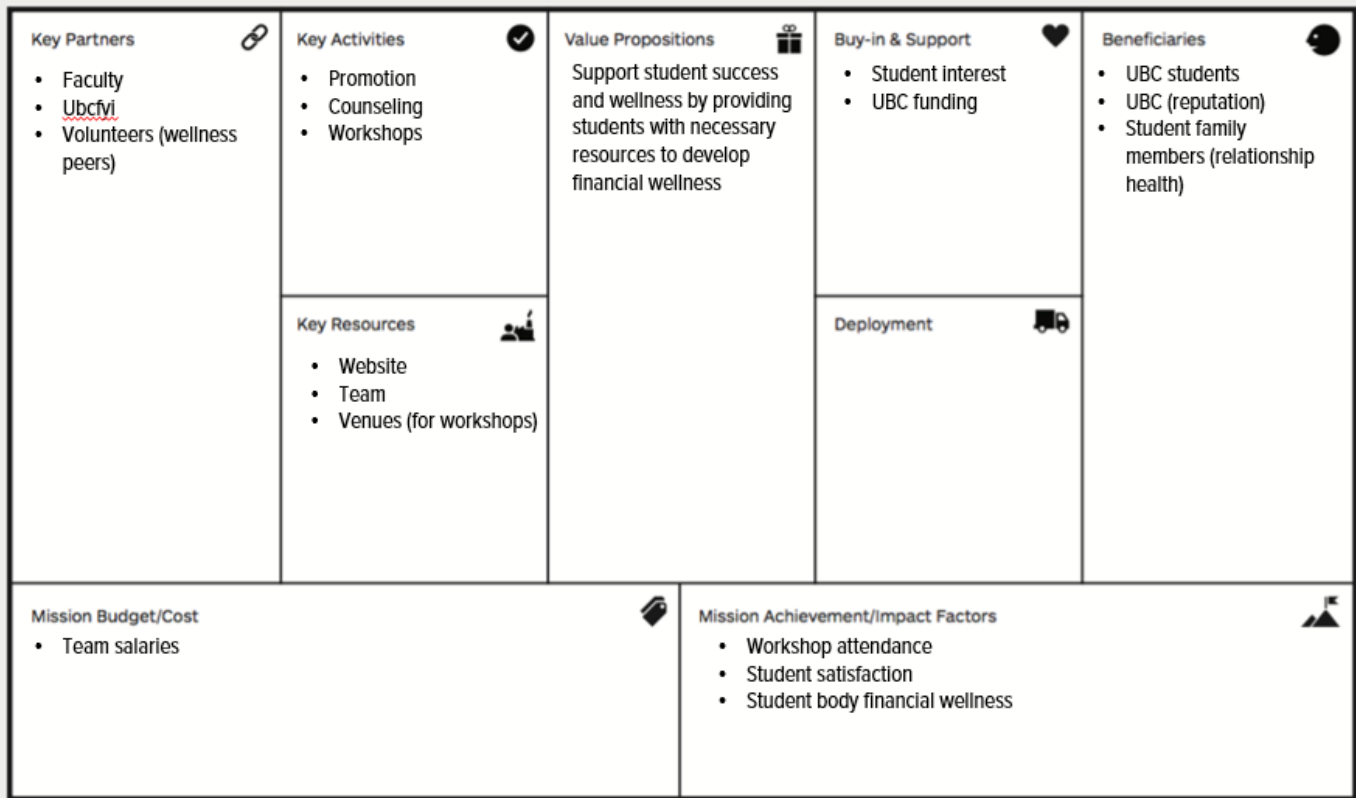 Key Partners
• Faculty
• Ubcfyi
• Volunteers (wellness
peers)
Key Activities
• Promotion
• Counseling
• Workshops
Key Resources
• Website
• Team
• Venues (for workshops)
Value Propositions
Support student success
and wellness by providing
students with necessary
resources to develop
financial wellness
Buy-in & Support
• Student interest
• UBC funding
Deployment
Beneficiaries
• UBC students
• UBC (reputation)
• Student family
members (relationship
health)
Mission Budget/Cost
• Team salaries
Mission Achievement/Impact Factors
• Workshop attendance
• Student satisfaction
• Student body financial wellness